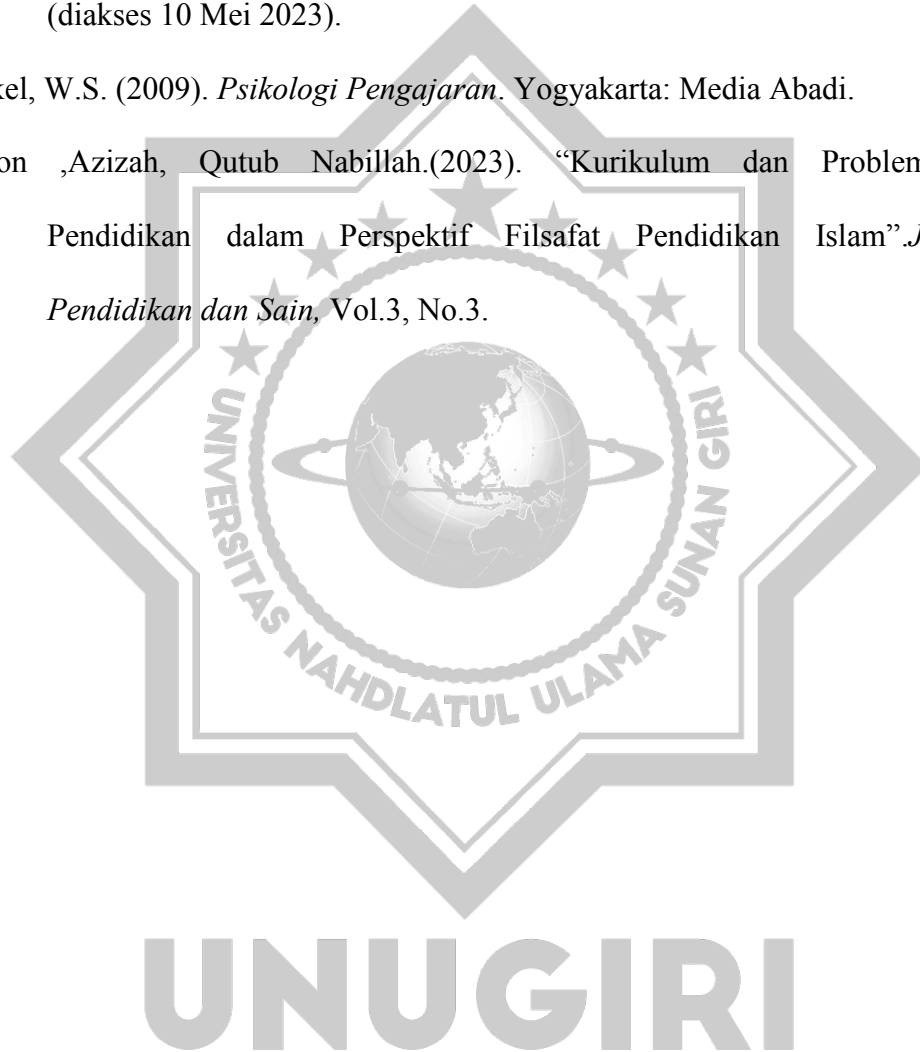 (diakses 10 Mei 2023).
kel, W.S. (2009). Psikologi Pengajaran. Yogyakarta: Media Abadi.
on ,Azizah, Qutub Nabillah.(2023). “Kurikulum dan Problem
Pendidikan dalam Perspektif Filsafat Pendidikan Islam”.J
Pendidikan dan Sain, Vol.3, No.3.
UNIVERSITAS NAHDLATUL ULAMA SUNAN GIRI
UNUGIRI